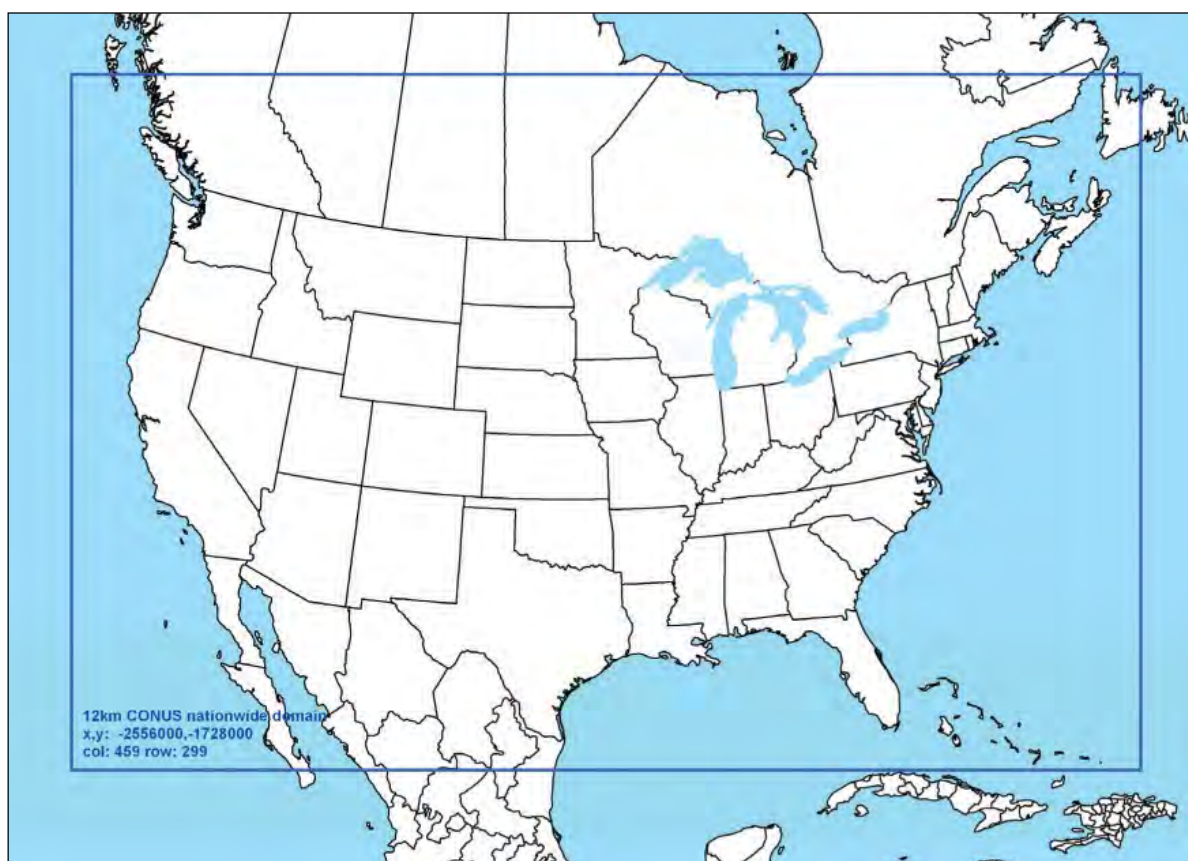 12km CONUS nationwide domain
x,y: -2556000,-1728000
col: 459 row: 299